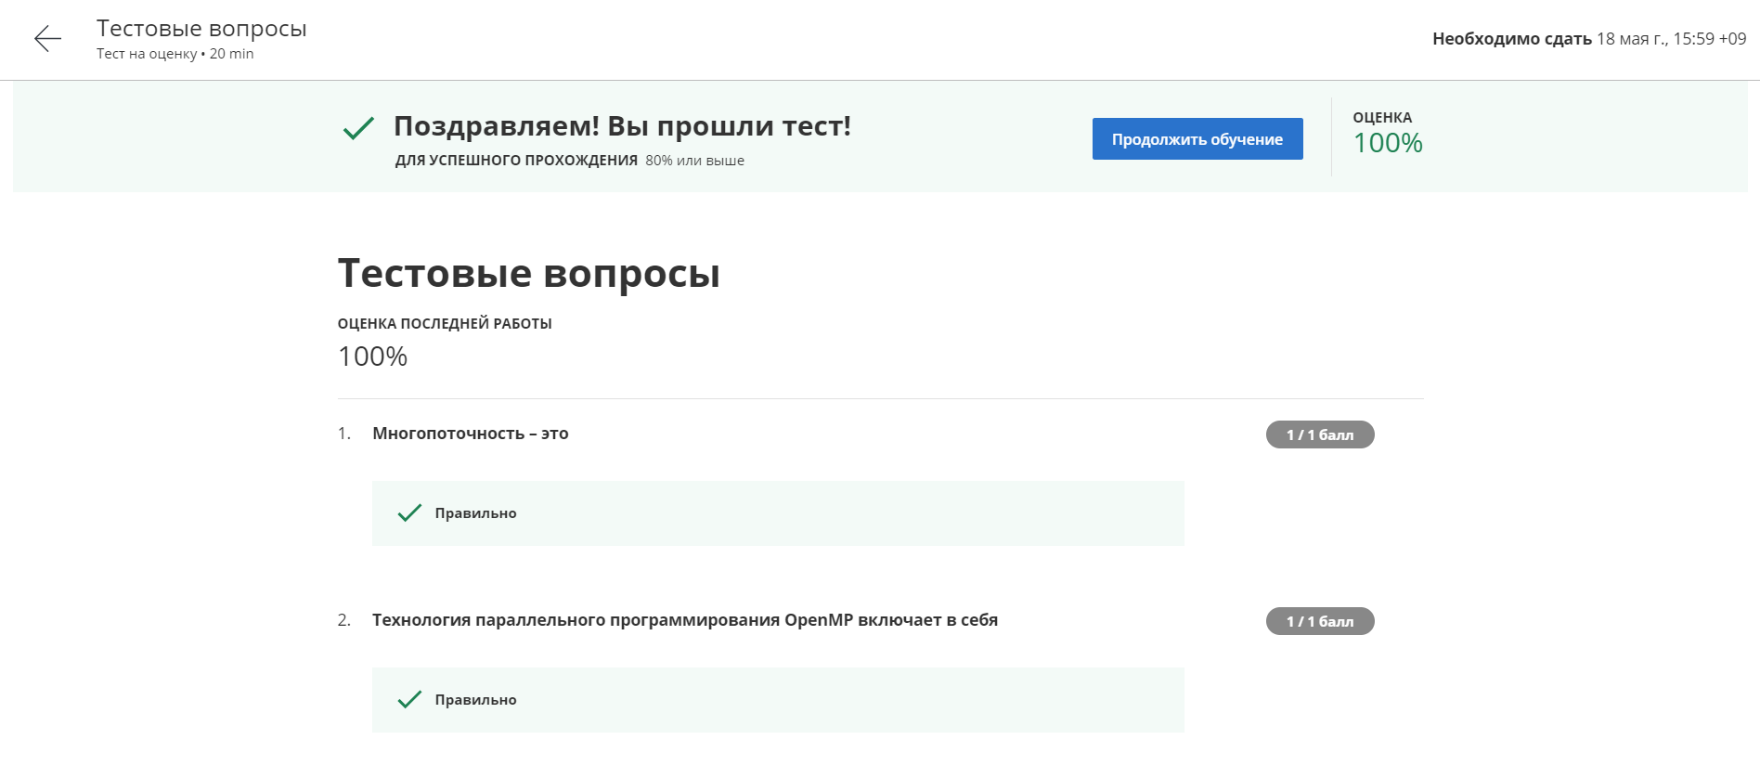 Тестовые вопросы
Тест на оценку • 20 min
Необходимо сдать 18 мая г., 15:59 +09
Поздравляем! Вы прошли тест!
ДЛЯ УСПЕШНОГО ПРОХОЖДЕНИЯ 80% или выше
Продолжить обучение
ОЦЕНКА
100%
Тестовые вопросы
ОЦЕНКА ПОСЛЕДНЕЙ РАБОТЫ
100%
1. Многопоточность – это
1 / 1 балл
Правильно
2. Технология параллельного программирования OpenMP включает в себя
1 / 1 балл
Правильно